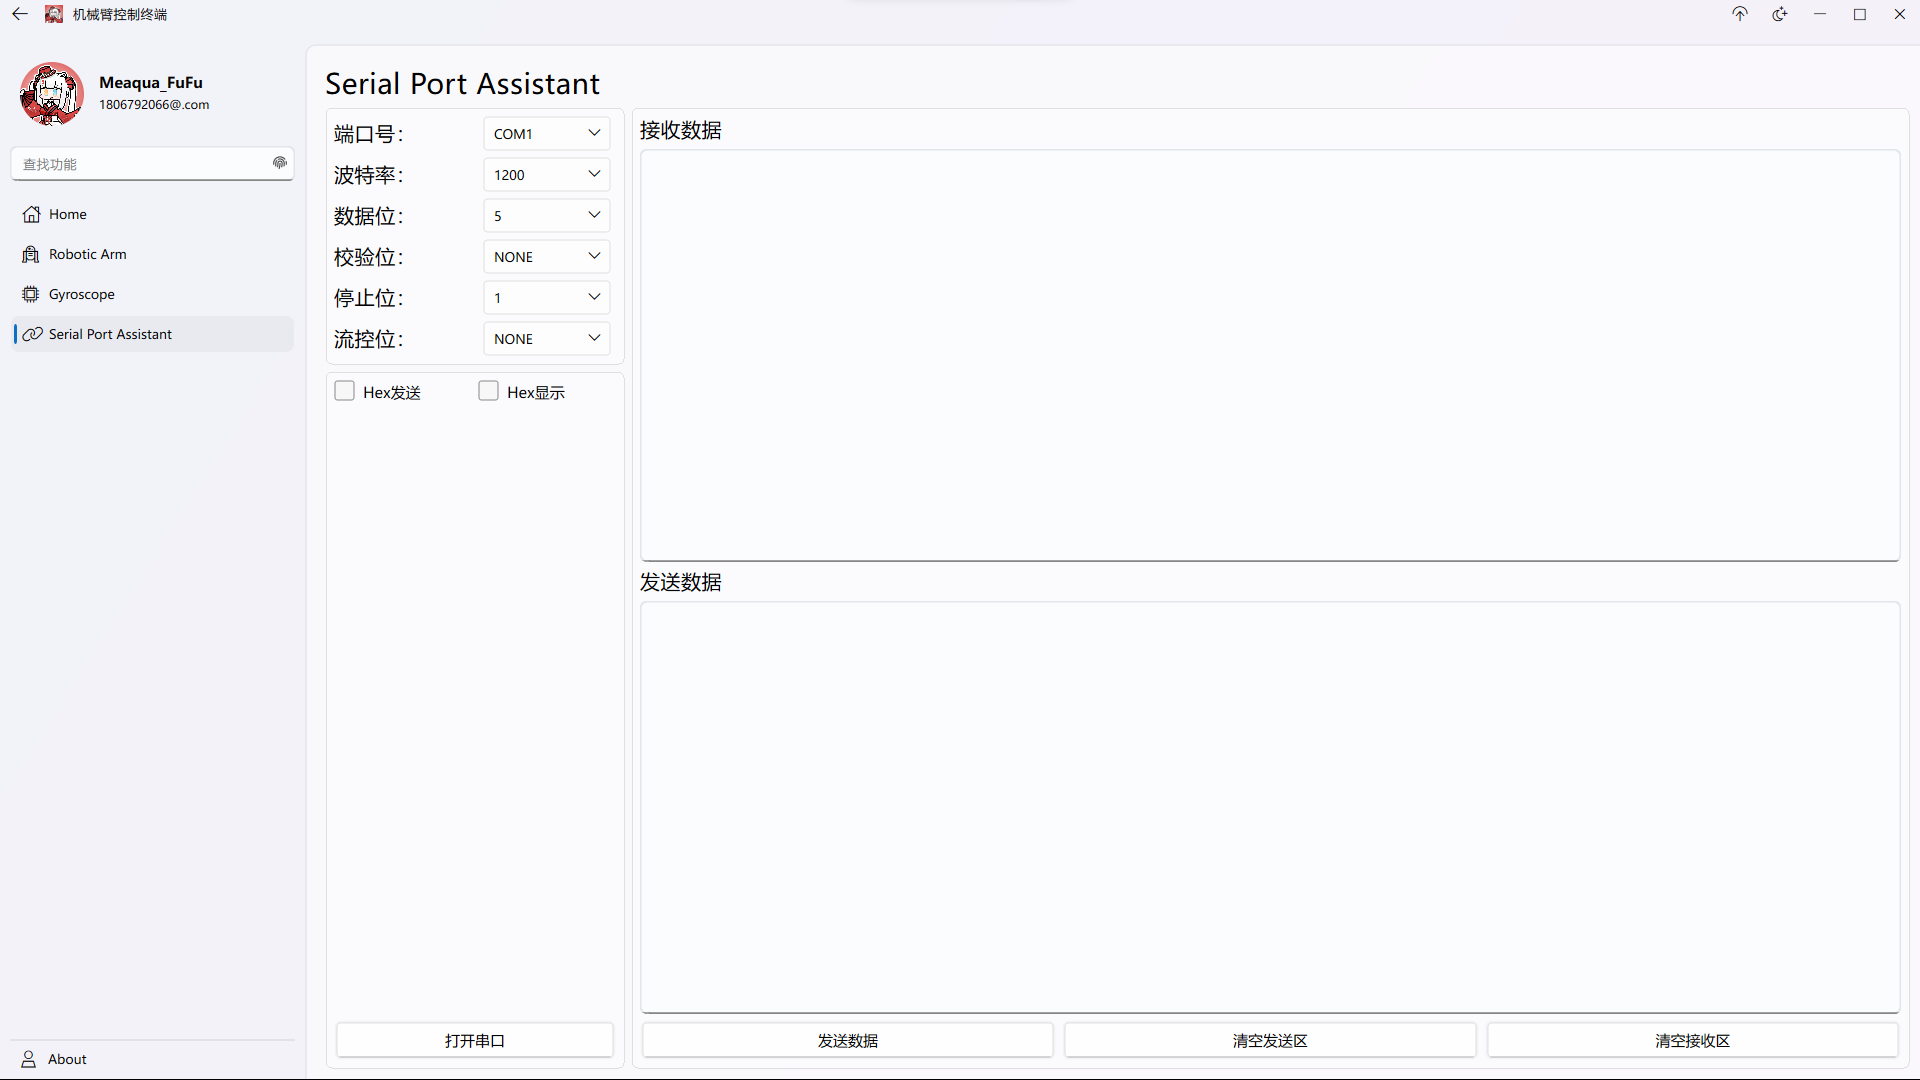 机械臂控制终端
Meaqua_FuFu
1806792066@.com
查找功能
Home
Robotic Arm
Gyroscope
Serial Port Assistant
About
Serial Port Assistant
端口号: COM1
波特率: 1200
数据位: 5
校验位: NONE
停止位: 1
流控位: NONE
Hex发送 Hex显示
打开串口
接收数据
发送数据
发送数据 清空发送区 清空接收区